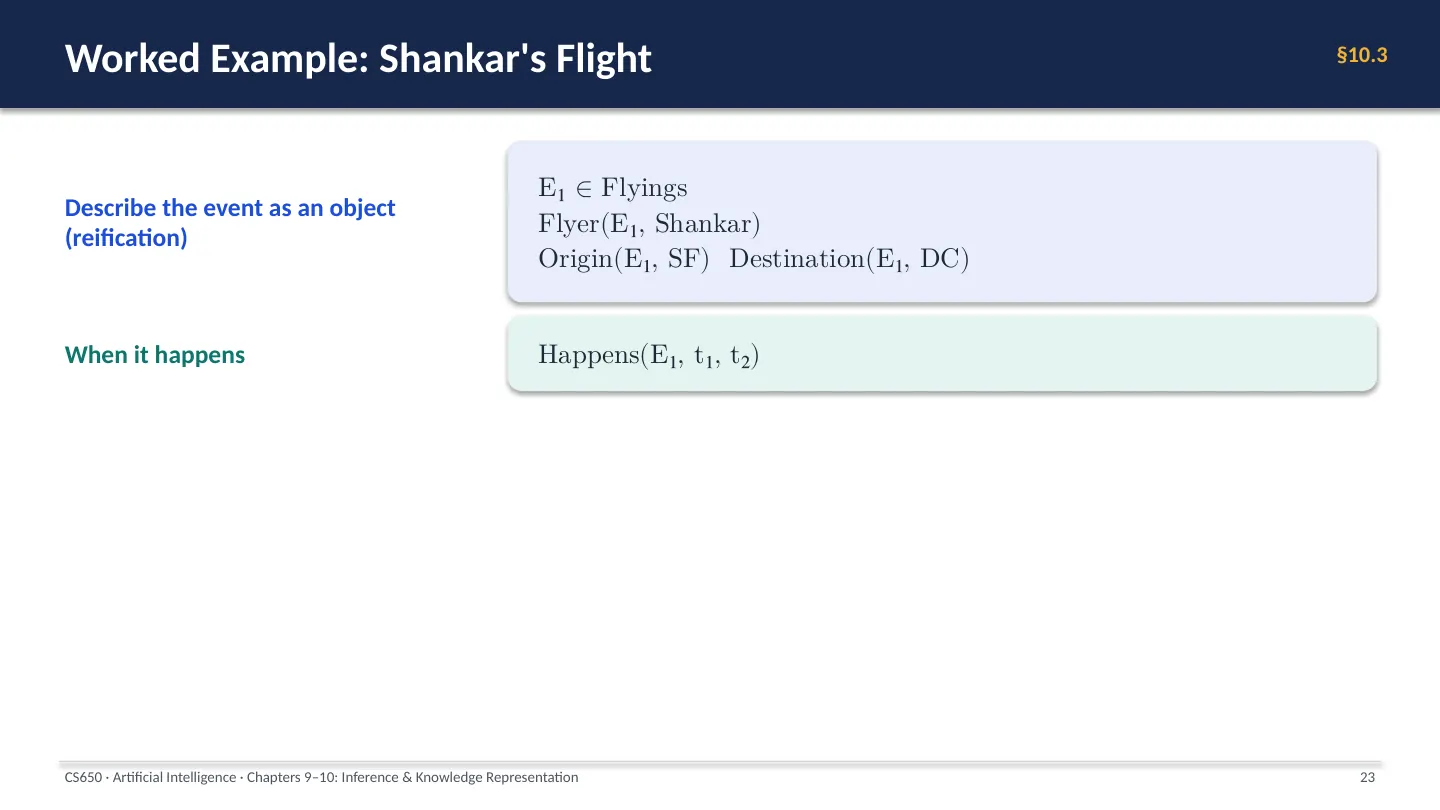 Worked Example: Shankar's Flight
§10.3
Describe the event as an object
(reification)
E₁ ∈ Flyings
Flyer(E₁, Shankar)
Origin(E₁, SF) Destination(E₁, DC)
When it happens
Happens(E₁, t₁, t₂)
CS650 · Artificial Intelligence · Chapters 9–10: Inference & Knowledge Representation
23